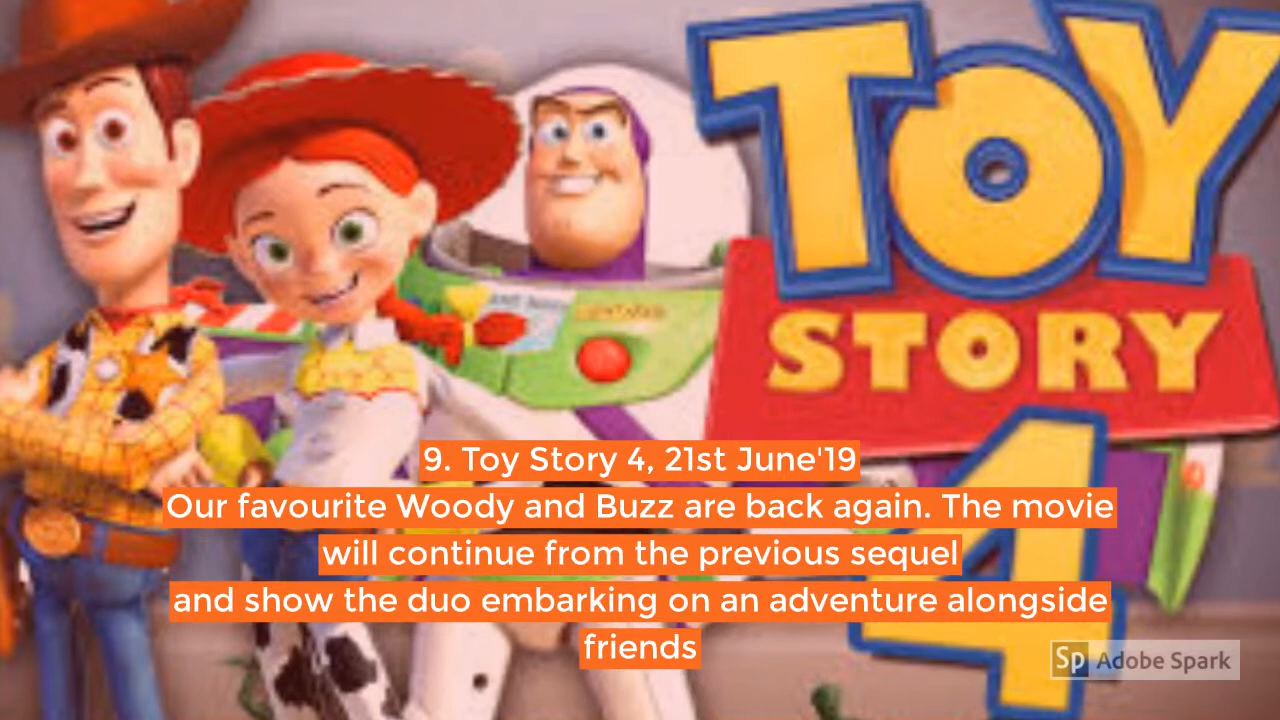 TOY
STORY
4
9. Toy Story 4, 21st June'19
Our favourite Woody and Buzz are back again. The movie
will continue from the previous sequel
and show the duo embarking on an adventure alongside
friends
Sp Adobe Spark